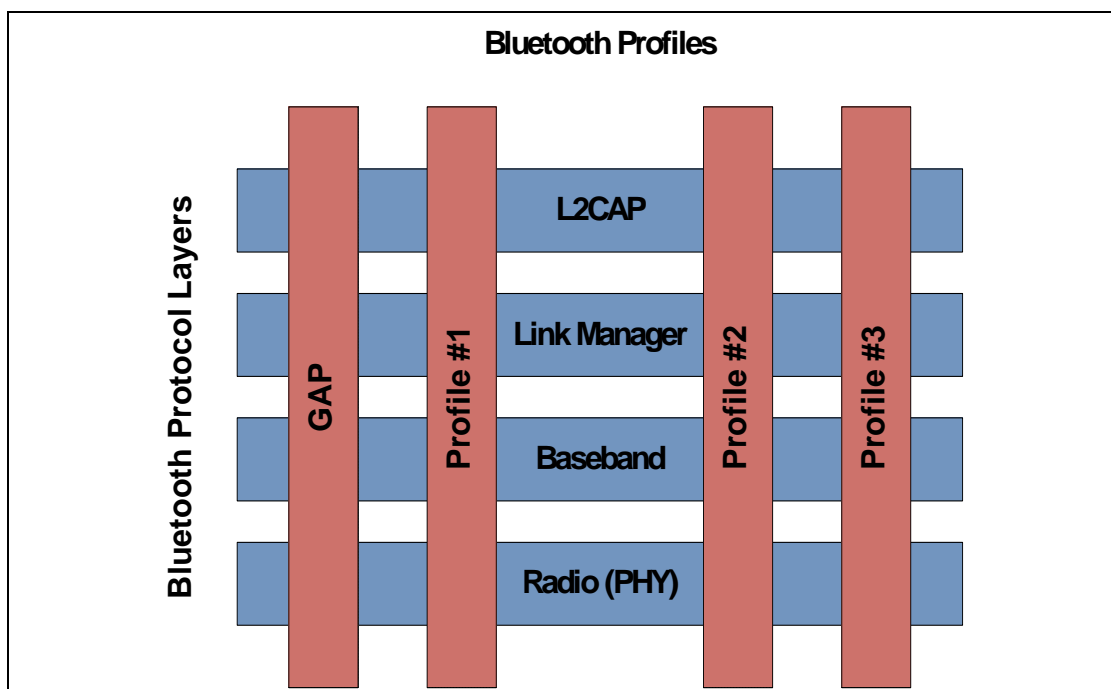 Bluetooth Profiles
Bluetooth Protocol Layers
GAP
Profile #1
Profile #2
Profile #3
L2CAP
Link Manager
Baseband
Radio (PHY)